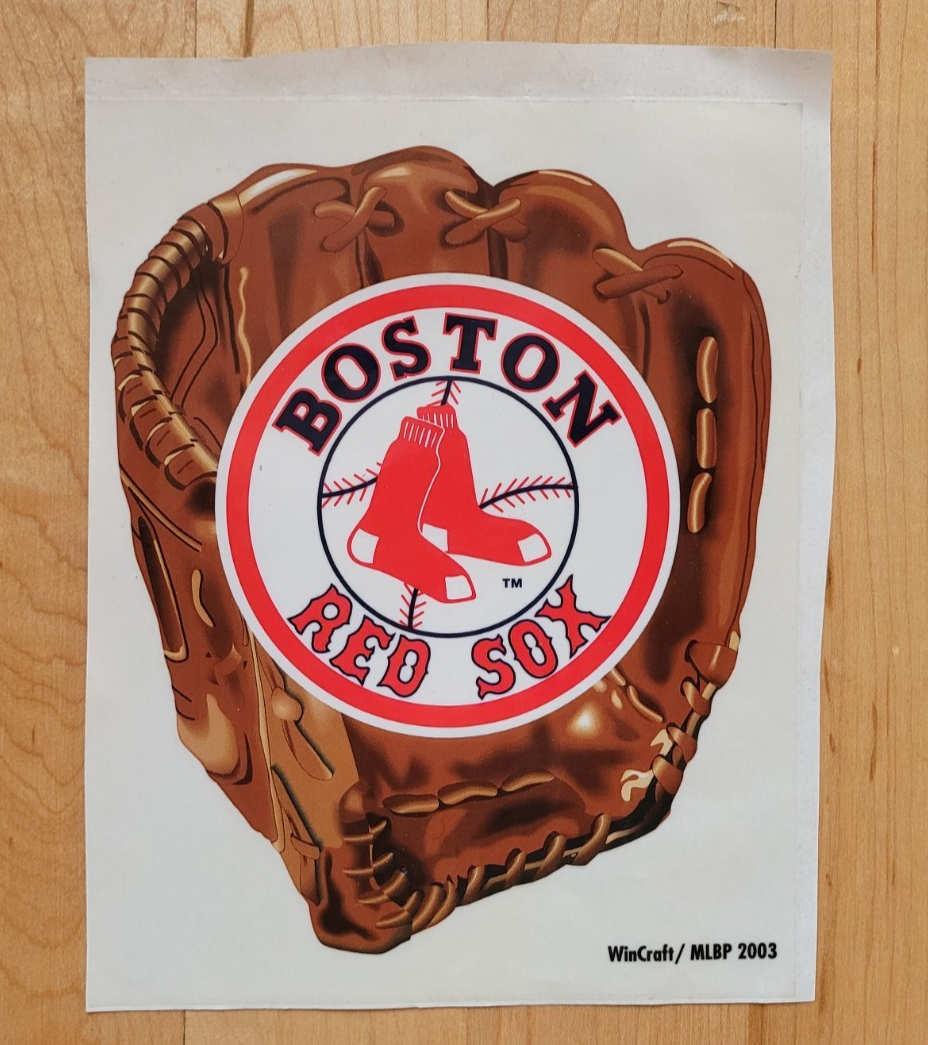 BOSTON
TM
RED SOX
WinCraft/ MLBP 2003